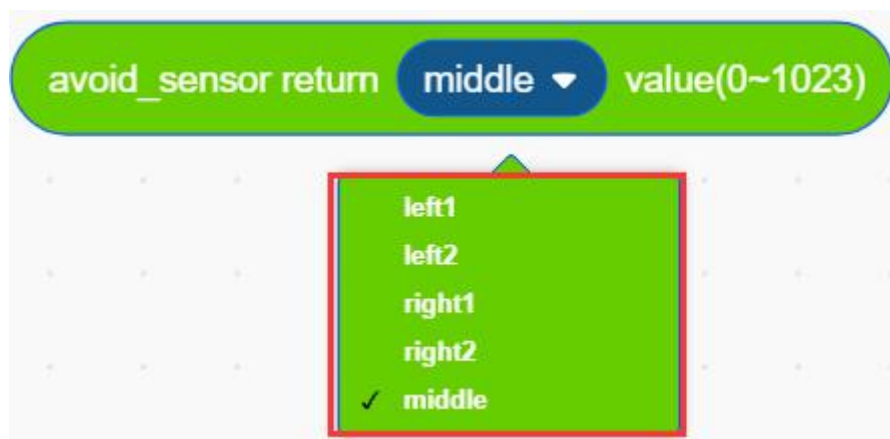 avoid_sensor return middle value(0~1023)
left1
left2
right1
right2
✓ middle